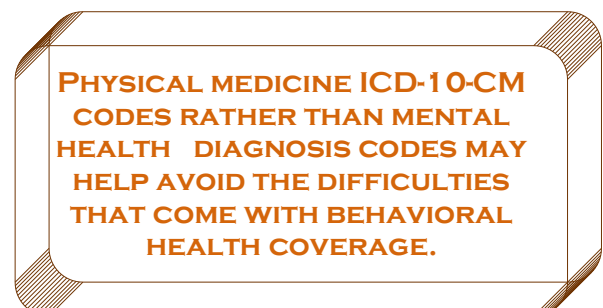 Physical medicine ICD-10-CM
codes rather than mental
health diagnosis codes may
help avoid the difficulties
that come with behavioral
health coverage.